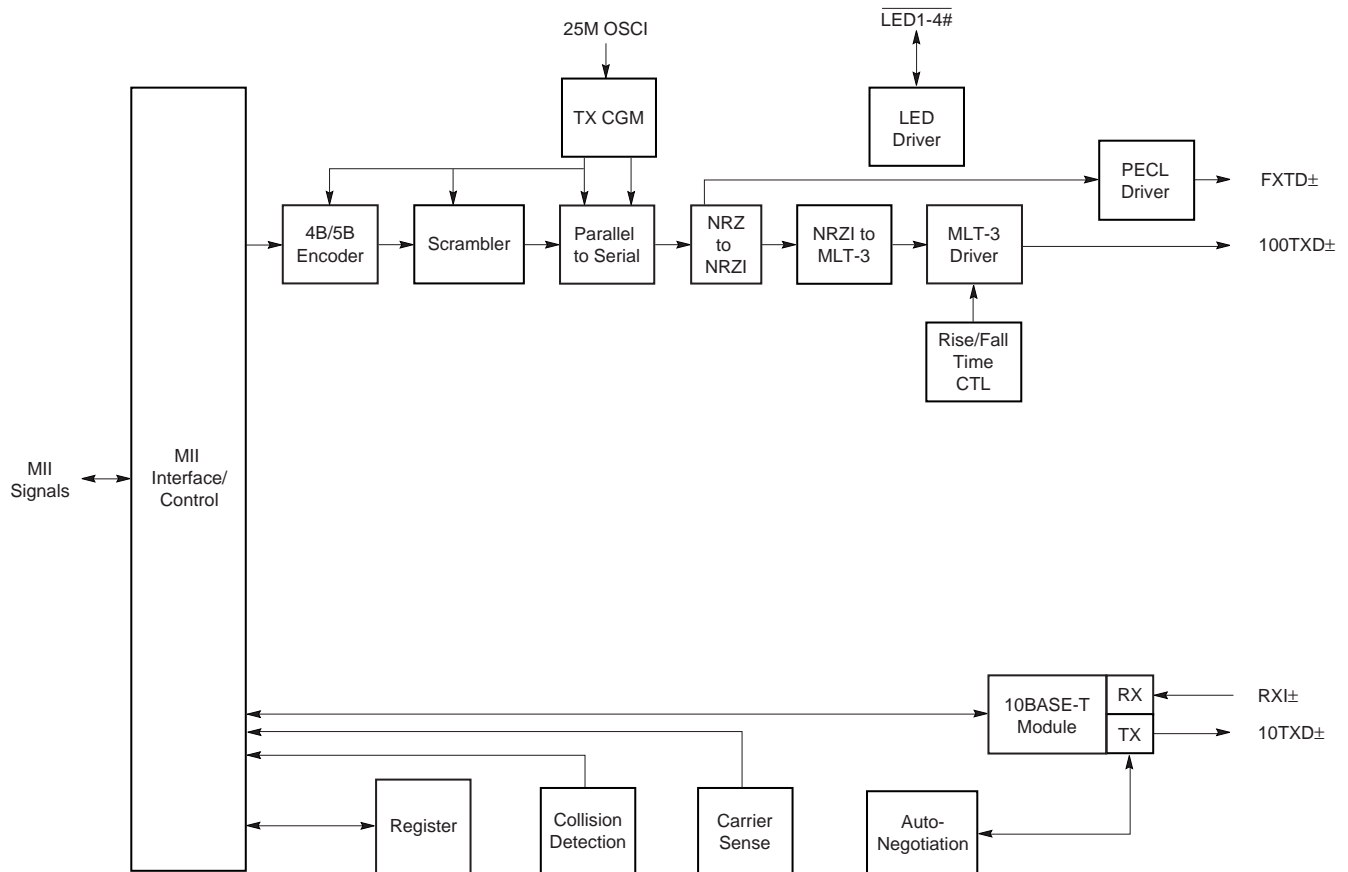 25M OSCI
LED1-4#
TX CGM
LED
Driver
PECL
Driver
FXTD±
4B/5B
Encoder
Scrambler
Parallel
to Serial
NRZ
to
NRZI
NRZI to
MLT-3
MLT-3
Driver
100TXD±
Rise/Fall
Time
CTL
MII
Signals
MII
Interface/
Control
10BASE-T
Module
RX
TX
RXI±
10TXD±
Register
Collision
Detection
Carrier
Sense
Auto-
Negotiation